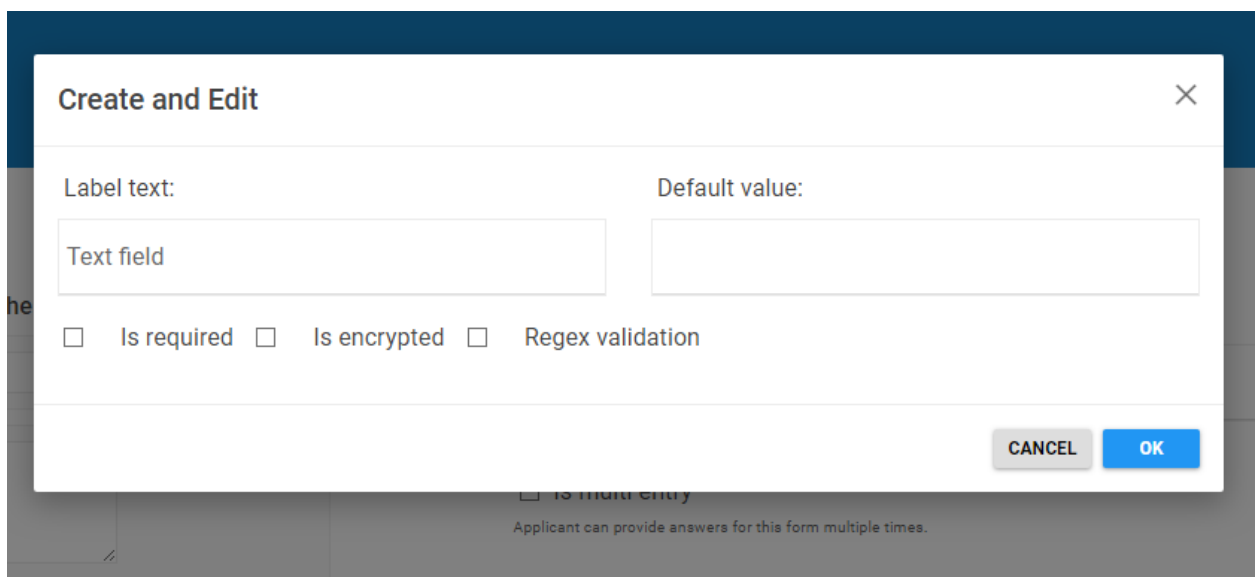 Create and Edit
Label text: Default value:
Text field
he
Is required Is encrypted Regex validation
CANCEL OK
Is multi entry
Applicant can provide answers for this form multiple times.